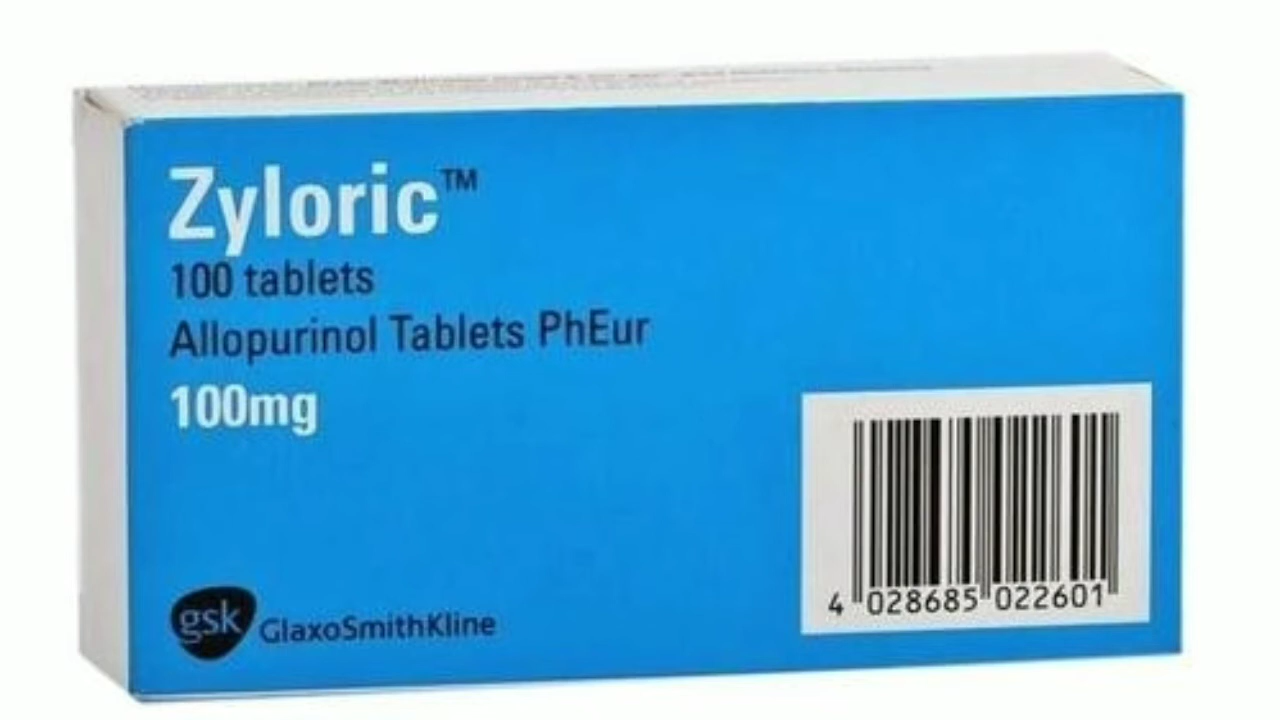 Zyloric™
100 tablets
Allopurinol Tablets PhEur
100mg
4 028685 022601
gsk GlaxoSmithKline